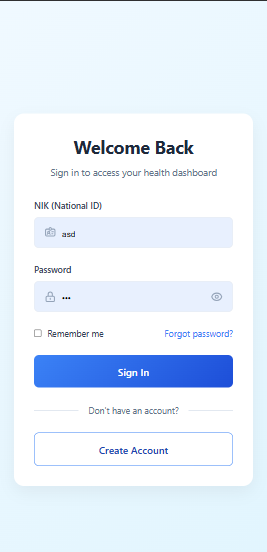 Welcome Back
Sign in to access your health dashboard
NIK (National ID)
asd
Password
•••
Remember me
Forgot password?
Sign In
Don't have an account?
Create Account